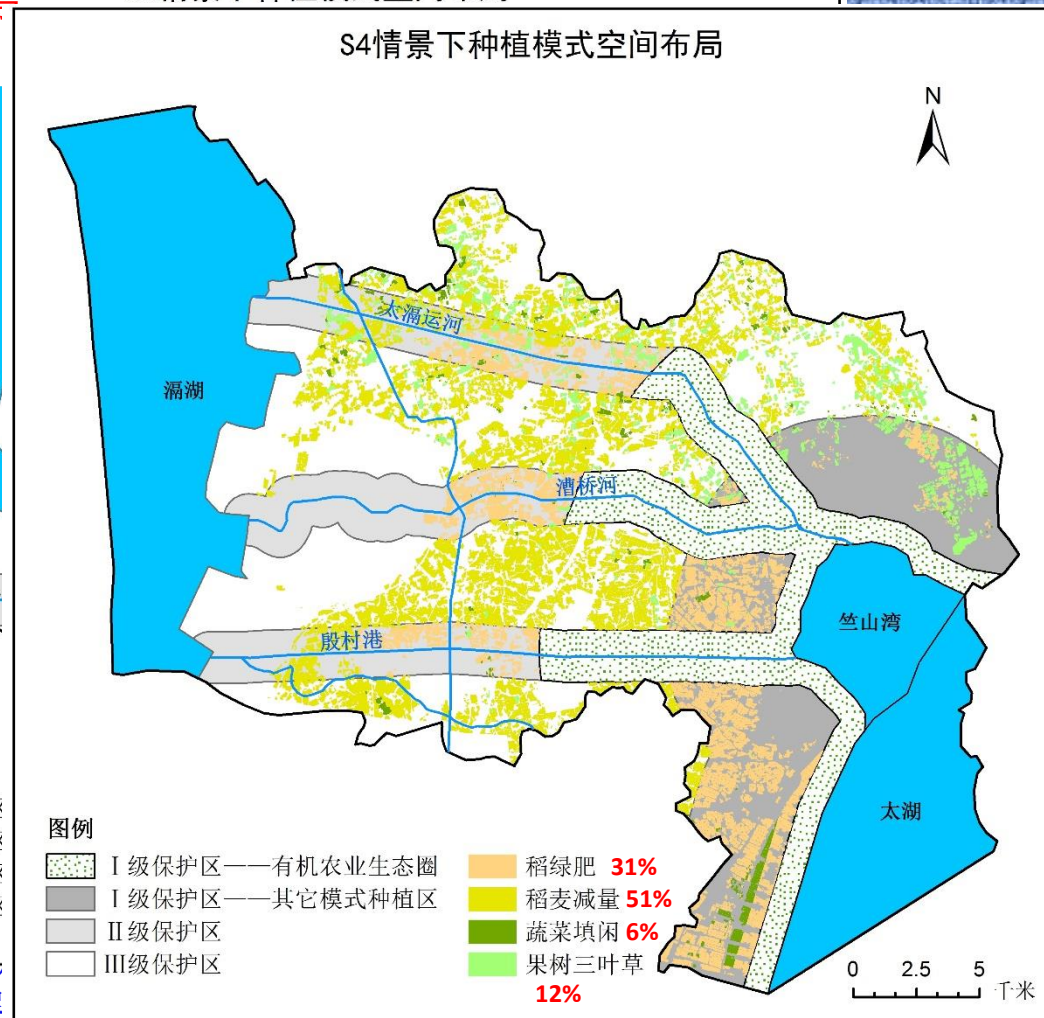 S4情景下种植模式空间布局
N
太滆运河
滆湖
漕桥河
竺山湾
殷村港
太湖
图例
I级保护区——有机农业生态圈
I级保护区——其它模式种植区
II级保护区
III级保护区
稻绿肥 31%
稻麦减量 51%
蔬菜填闲 6%
果树三叶草
12%
0 2.5 5
千米